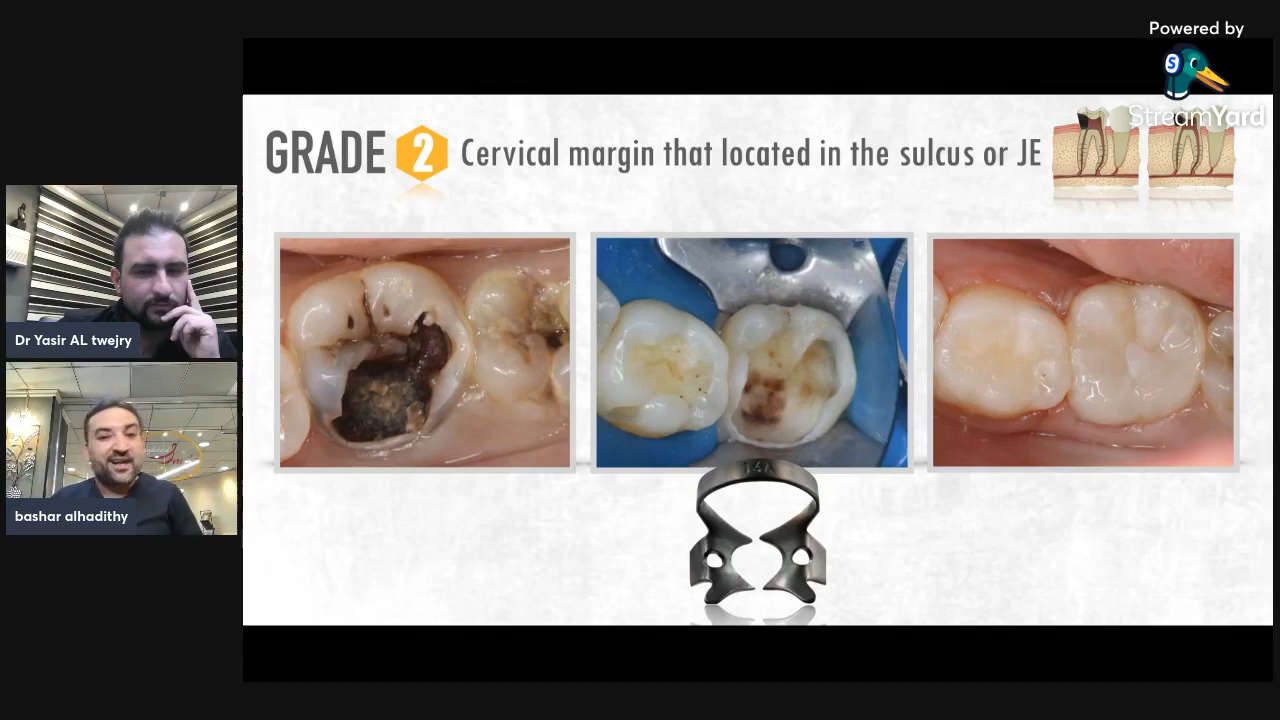 Powered by
S
StreamYard
GRADE 2 Cervical margin that located in the sulcus or JE
Dr Yasir AL twejry
bashar alhadithy